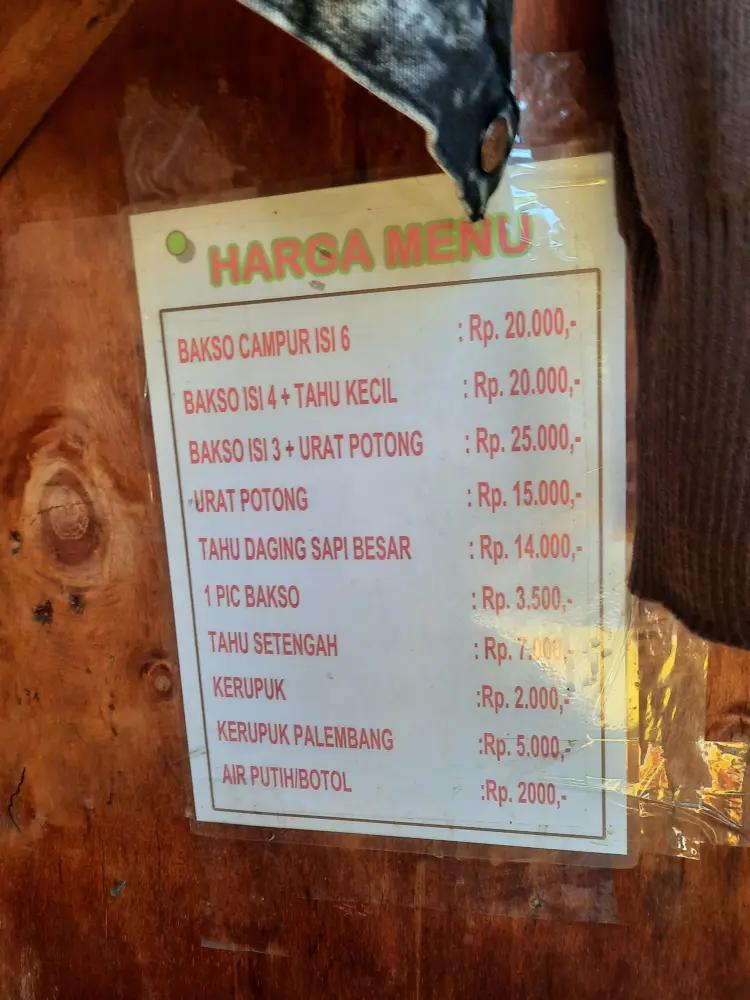 HARGA MENU
BAKSO CAMPUR ISI 6 : Rp. 20.000,-
BAKSO ISI 4 + TAHU KECIL : Rp. 20.000,-
BAKSO ISI 3 + URAT POTONG : Rp. 25.000,-
URAT POTONG : Rp. 15.000,-
TAHU DAGING SAPI BESAR : Rp. 14.000,-
1 PIC BAKSO : Rp. 3.500,-
TAHU SETENGAH : Rp. 7.000,-
KERUPUK :Rp. 2.000,-
KERUPUK PALEMBANG :Rp. 5.000,-
AIR PUTIH/BOTOL :Rp. 2000,-